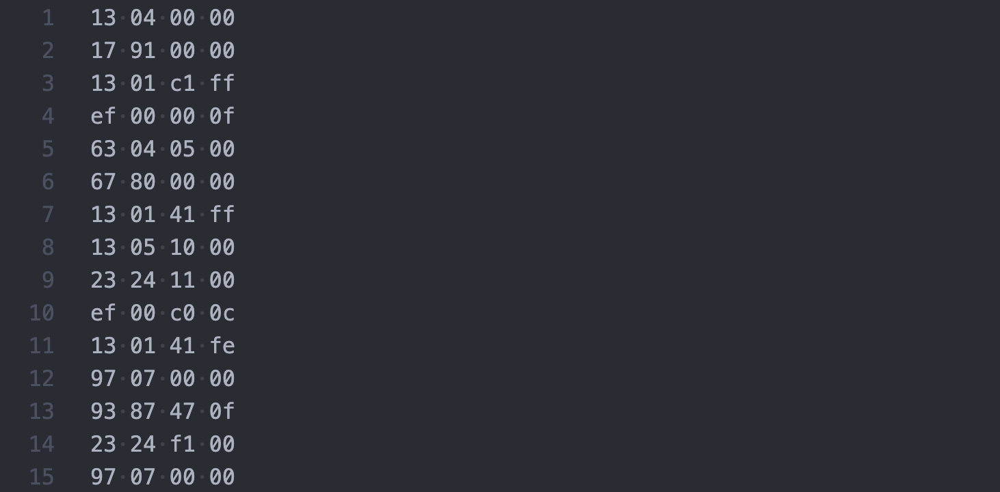 1 13 04 00 00
2 17 91 00 00
3 13 01 c1 ff
4 ef 00 00 0f
5 63 04 05 00
6 67 80 00 00
7 13 01 41 ff
8 13 05 10 00
9 23 24 11 00
10 ef 00 c0 0c
11 13 01 41 fe
12 97 07 00 00
13 93 87 47 0f
14 23 24 f1 00
15 97 07 00 00